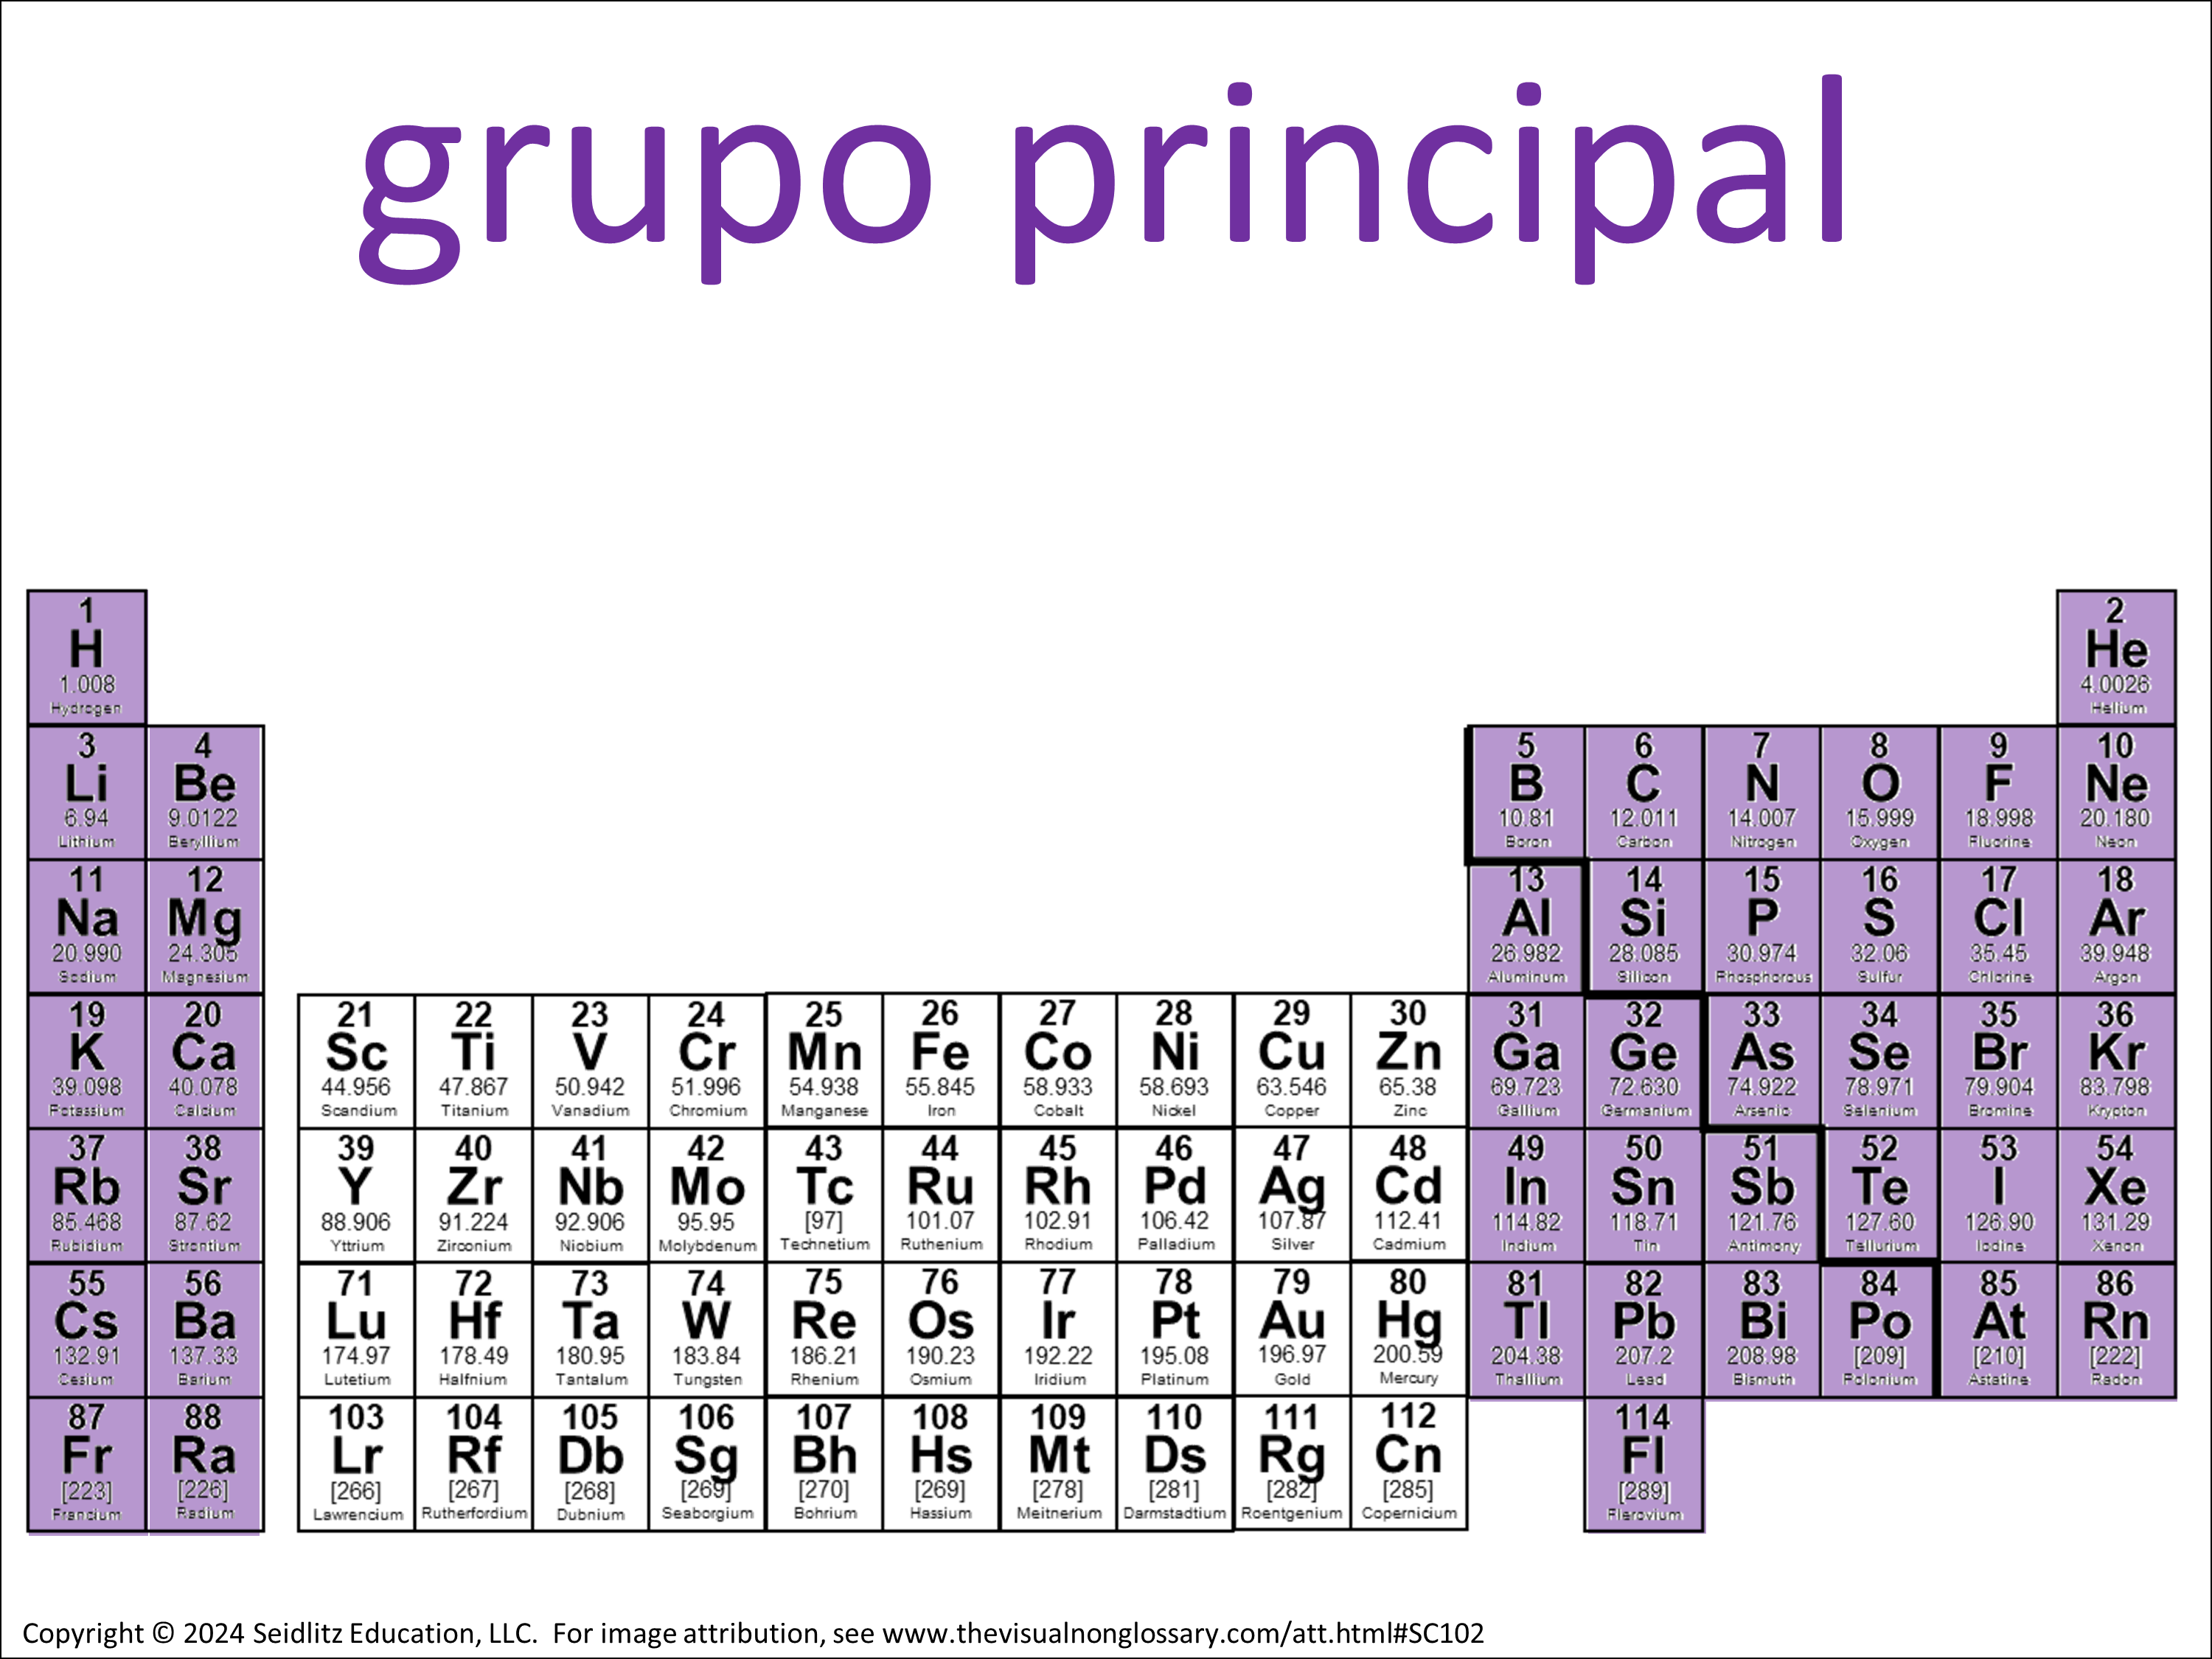 grupo principal
1 2
H He
1.008 4.0026
Hydrogen Helium
3 4 5 6 7 8 9 10
Li Be B C N O F Ne
6.94 9.0122 10.81 12.011 14.007 15.999 18.998 20.180
Lithium Beryllium Boron Carbon Nitrogen Oxygen Fluorine Neon
11 12 13 14 15 16 17 18
Na Mg Al Si P S Cl Ar
20.990 24.305 26.982 28.085 30.974 32.06 35.45 39.948
Sodium Magnesium Aluminum Silicon Phosphorous Sulfur Chlorine Argon
19 20 21 22 23 24 25 26 27 28 29 30 31 32 33 34 35 36
K Ca Sc Ti V Cr Mn Fe Co Ni Cu Zn Ga Ge As Se Br Kr
39.098 40.078 44.956 47.867 50.942 51.996 54.938 55.845 58.933 58.693 63.546 65.38 69.723 72.630 74.922 78.971 79.904 83.798
Potassium Calcium Scandium Titanium Vanadium Chromium Manganese Iron Cobalt Nickel Copper Zinc Gallium Germanium Arsenic Selenium Bromine Krypton
37 38 39 40 41 42 43 44 45 46 47 48 49 50 51 52 53 54
Rb Sr Y Zr Nb Mo Tc Ru Rh Pd Ag Cd In Sn Sb Te I Xe
85.468 87.62 88.906 91.224 92.906 95.95 [97] 101.07 102.91 106.42 107.87 112.41 114.82 118.71 121.76 127.60 126.90 131.29
Rubidium Strontium Yttrium Zirconium Niobium Molybdenum Technetium Ruthenium Rhodium Palladium Silver Cadmium Indium Tin Antimony Tellurium Iodine Xenon
55 56 71 72 73 74 75 76 77 78 79 80 81 82 83 84 85 86
Cs Ba Lu Hf Ta W Re Os Ir Pt Au Hg Tl Pb Bi Po At Rn
132.91 137.33 174.97 178.49 180.95 183.84 186.21 190.23 192.22 195.08 196.97 200.59 204.38 207.2 208.98 [209] [210] [222]
Cesium Barium Lutetium Halfnium Tantalum Tungsten Rhenium Osmium Iridium Platinum Gold Mercury Thallium Lead Bismuth Polonium Astatine Radon
87 88 103 104 105 106 107 108 109 110 111 112 114
Fr Ra Lr Rf Db Sg Bh Hs Mt Ds Rg Cn Fl
[223] [226] [266] [267] [268] [269] [270] [269] [278] [281] [282] [285] [289]
Francium Radium Lawrencium Rutherfordium Dubnium Seaborgium Bohrium Hassium Meitnerium Darmstadtium Roentgenium Copernicium Flerovium
Copyright © 2024 Seidlitz Education, LLC. For image attribution, see www.thevisualnonglossary.com/att.html#SC102